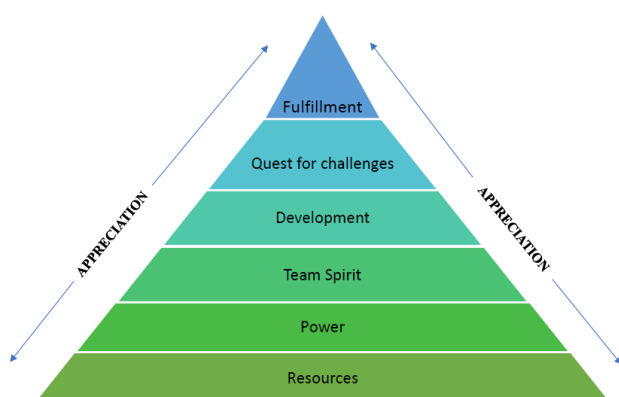 Fulfillment
Quest for challenges
APPRECIATION
APPRECIATION
Development
Team Spirit
Power
Resources